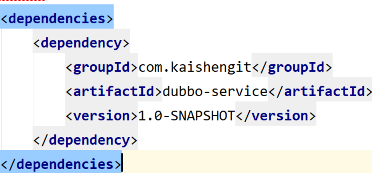 <dependencies>
<dependency>
<groupId>com.kaishengit</groupId>
<artifactId>dubbo-service</artifactId>
<version>1.0-SNAPSHOT</version>
</dependency>
</dependencies>